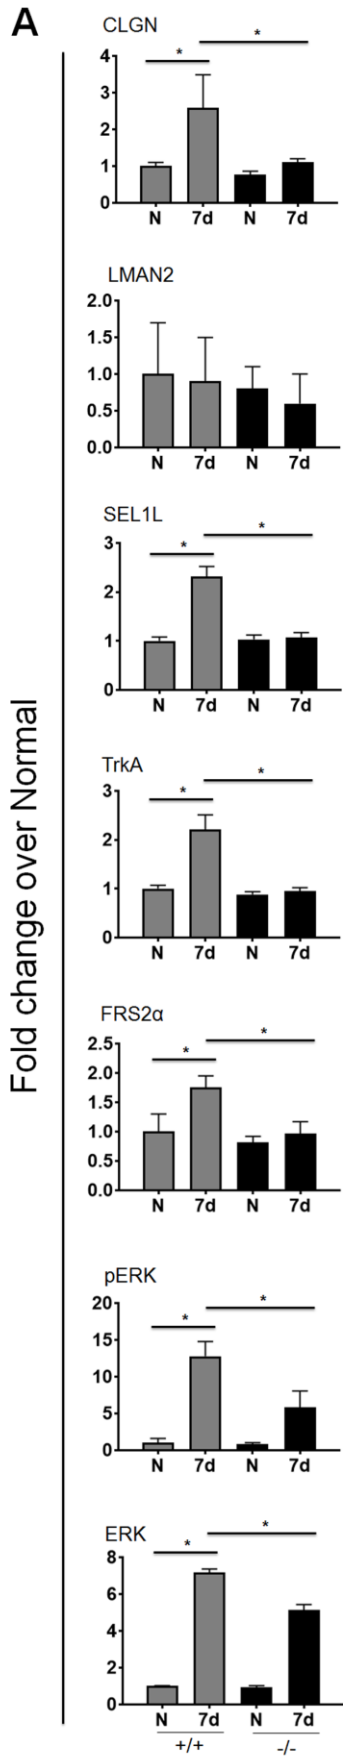 A
Fold change over Normal
CLGN
*
*
4
3
2
1
0
N 7d N 7d
LMAN2
2.0
1.5
1.0
0.5
0.0
N 7d N 7d
SEL1L
*
*
3
2
1
0
N 7d N 7d
TrkA
*
*
3
2
1
0
N 7d N 7d
FRS2α
*
*
2.5
2.0
1.5
1.0
0.5
0.0
N 7d N 7d
pERK
*
*
20
15
10
5
0
N 7d N 7d
ERK
*
*
8
6
4
2
0
N 7d N 7d
+/+ -/-